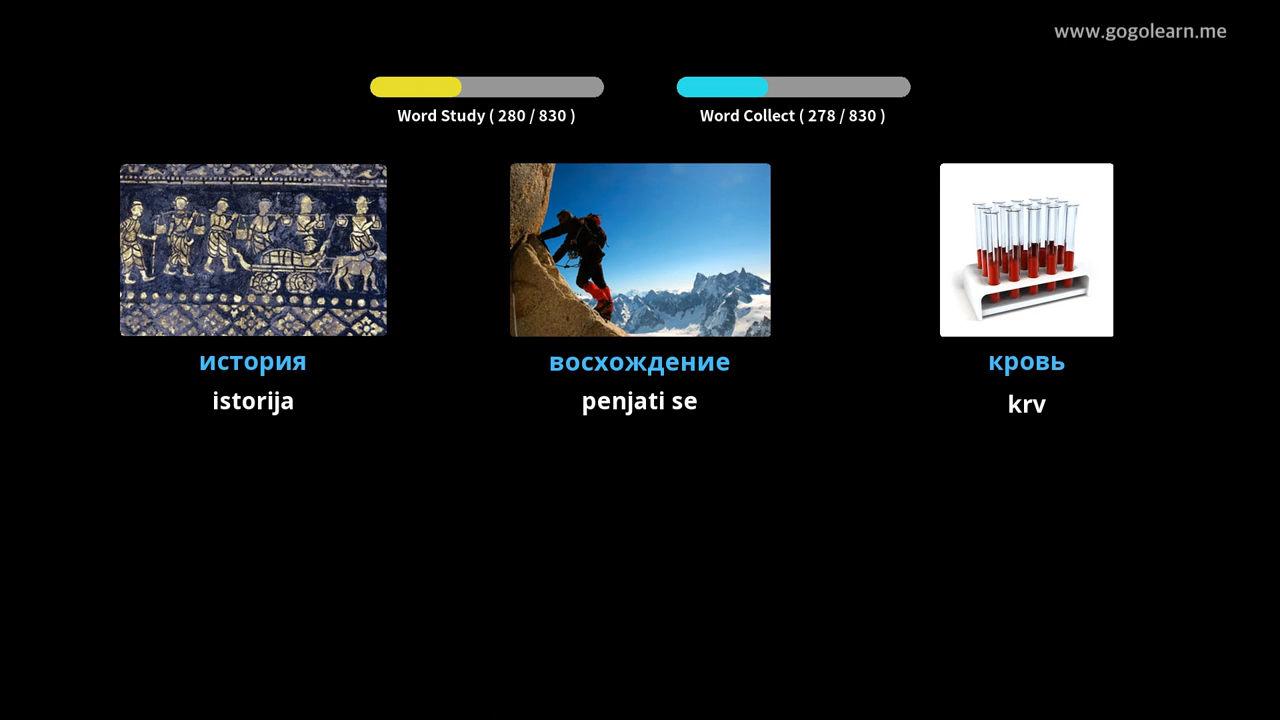 www.gogolearn.me
Word Study ( 280 / 830 )
Word Collect ( 278 / 830 )
история
восхождение
кровь
istorija
penjati se
krv